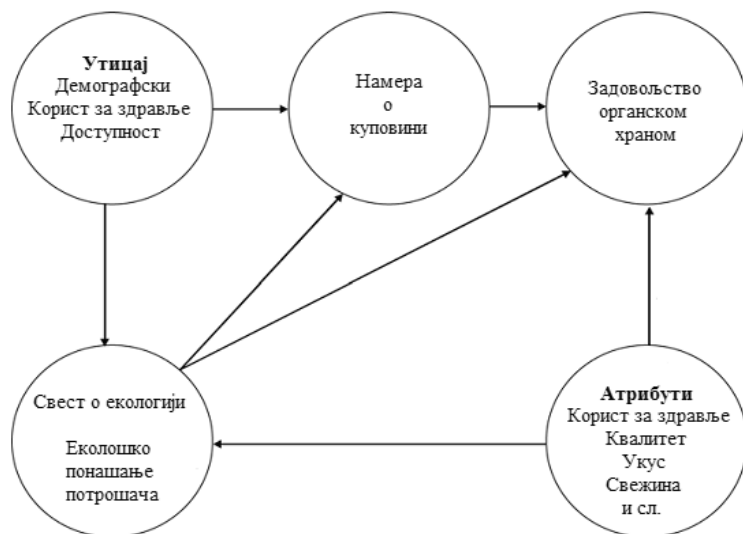 Утицај
Демографски
Корист за здравље
Доступност
Намера
о
куповини
Задовољство
органском
храном
Свест о екологији
Еколошко
понашање
потрошача
Атрибути
Корист за здравље
Квалитет
Укус
Свежина
и сл.